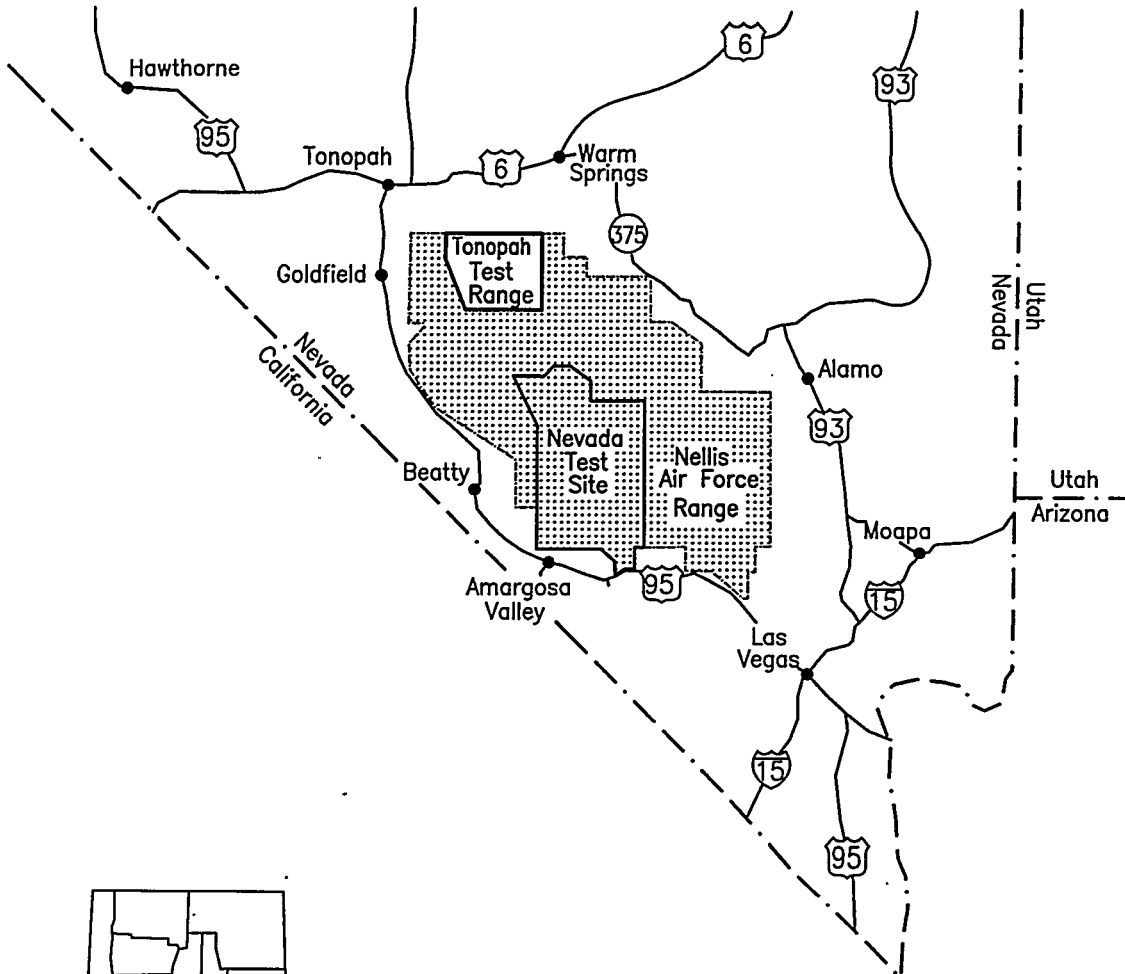 6
93
Hawthorne
95
Tonopah
6
Warm
Springs
375
Tonopah
Test
Range
Goldfield
Utah
Nevada
Nevada
California
Alamo
93
Nevada
Test
Site
Nellis
Air Force
Range
Beatty
Utah
Arizona
Moapa
Amargosa
Valley
95
15
Las
Vegas
15
95